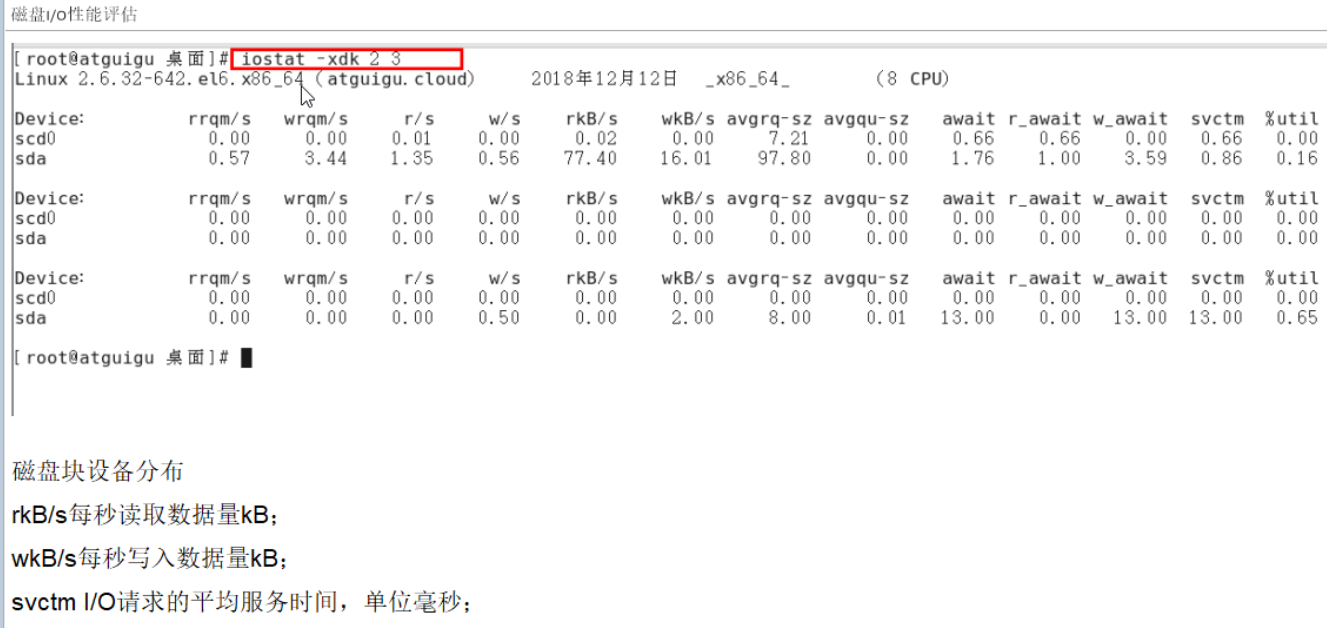 磁盘I/O性能评估
[root@atguigu 桌面]# iostat -xdk 2 3
Linux 2.6.32-642.el6.x86_64 (atguigu.cloud) 2018年12月12日 _x86_64_ (8 CPU)
Device: rrqm/s wrqm/s r/s w/s rkB/s wkB/s avgrq-sz avgqu-sz await r_await w_await svctm %util
scd0 0.00 0.00 0.01 0.00 0.02 0.00 7.21 0.00 0.66 0.66 0.00 0.66 0.00
sda 0.57 3.44 1.35 0.56 77.40 16.01 97.80 0.00 1.76 1.00 3.59 0.86 0.16
Device: rrqm/s wrqm/s r/s w/s rkB/s wkB/s avgrq-sz avgqu-sz await r_await w_await svctm %util
scd0 0.00 0.00 0.00 0.00 0.00 0.00 0.00 0.00 0.00 0.00 0.00 0.00 0.00
sda 0.00 0.00 0.00 0.00 0.00 0.00 0.00 0.00 0.00 0.00 0.00 0.00 0.00
Device: rrqm/s wrqm/s r/s w/s rkB/s wkB/s avgrq-sz avgqu-sz await r_await w_await svctm %util
scd0 0.00 0.00 0.00 0.00 0.00 0.00 0.00 0.00 0.00 0.00 0.00 0.00 0.00
sda 0.00 0.00 0.00 0.50 0.00 2.00 8.00 0.01 13.00 0.00 13.00 13.00 0.65
[root@atguigu 桌面]#
磁盘块设备分布
rkB/s每秒读取数据量kB；
wkB/s每秒写入数据量kB；
svctm I/O请求的平均服务时间，单位毫秒；